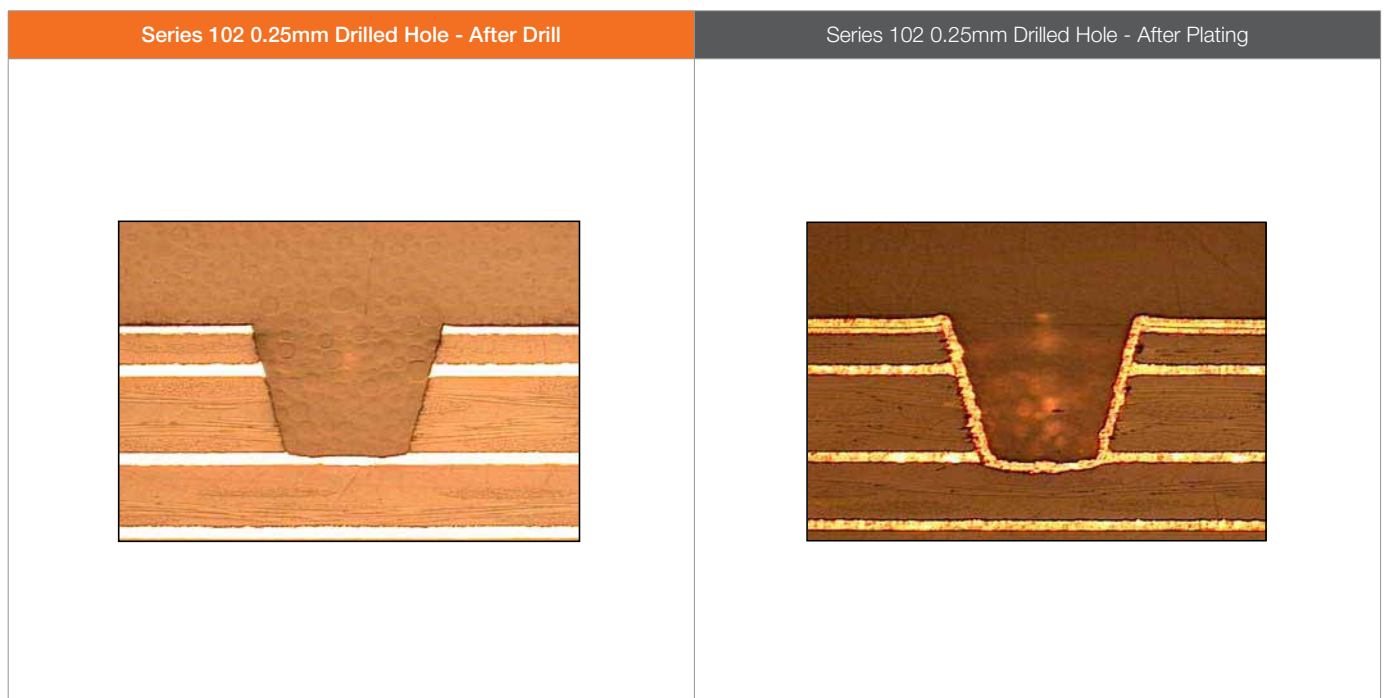 Series 102 0.25mm Drilled Hole - After Drill
Series 102 0.25mm Drilled Hole - After Plating